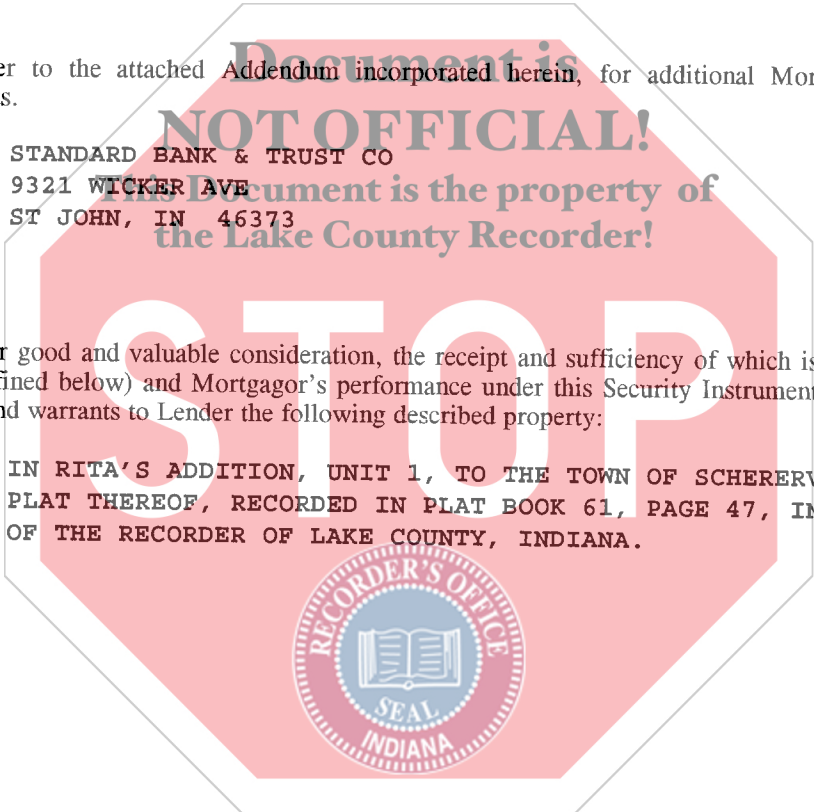 er to the attached Addendum incorporated herein, for additional Mor
s.
Document is
NOT OFFICIAL!
This Document is the property of
the Lake County Recorder!
STANDARD BANK & TRUST CO
9321 WICKER AVE
ST JOHN, IN 46373
STOP
r good and valuable consideration, the receipt and sufficiency of which is
fined below) and Mortgagor's performance under this Security Instrument
nd warrants to Lender the following described property:
IN RITA'S ADDITION, UNIT 1, TO THE TOWN OF SCHERERV
PLAT THEREOF, RECORDED IN PLAT BOOK 61, PAGE 47, IN
OF THE RECORDER OF LAKE COUNTY, INDIANA.
RECORDER'S OFFICE
SEAL
INDIANA